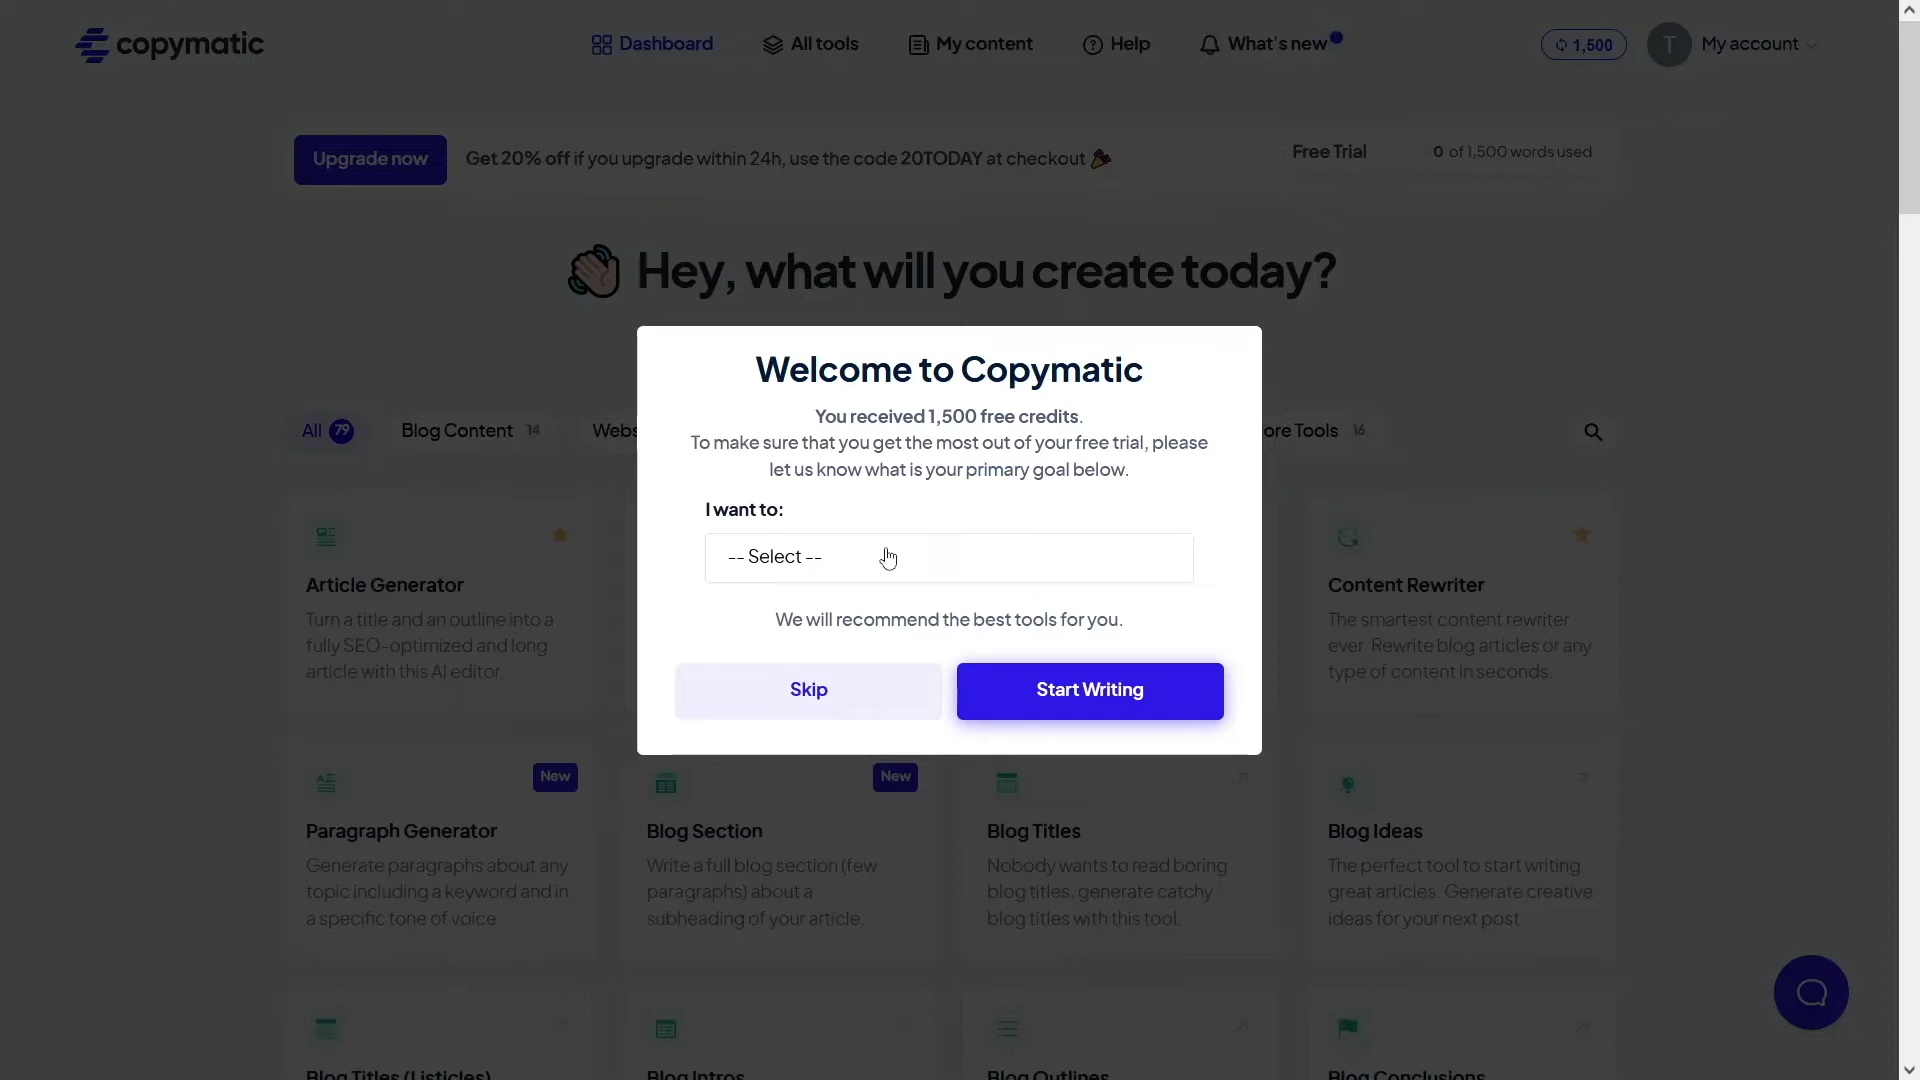 copymatic
Dashboard
All tools
My content
Help
What's new
1,500
T
My account
Upgrade now
Get 20% off if you upgrade within 24h, use the code 20TODAY at checkout
Free Trial
0 of 1,500 words used
Hey, what will you create today?
Welcome to Copymatic
You received 1,500 free credits.
To make sure that you get the most out of your free trial, please
let us know what is your primary goal below.
I want to:
-- Select --
We will recommend the best tools for you.
Skip
Start Writing
All 79
Blog Content 14
Webs
ore Tools 16
Article Generator
Turn a title and an outline into a
fully SEO-optimized and long
article with this AI editor.
Content Rewriter
The smartest content rewriter
ever. Rewrite blog articles or any
type of content in seconds.
New
Paragraph Generator
Generate paragraphs about any
topic including a keyword and in
a specific tone of voice.
New
Blog Section
Write a full blog section (few
paragraphs) about a
subheading of your article.
Blog Titles
Nobody wants to read boring
blog titles, generate catchy
blog titles with this tool.
Blog Ideas
The perfect tool to start writing
great articles. Generate creative
ideas for your next post.
Blog Titles (Listicles)
Blog Intros
Blog Outlines
Blog Conclusions